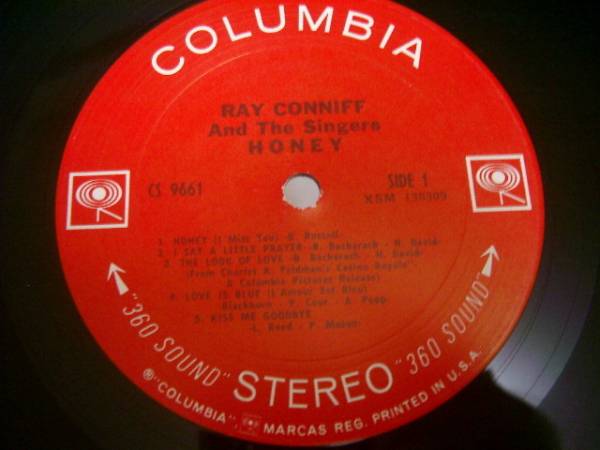 COLUMBIA
RAY CONNIFF
And The Singers
HONEY
CS 9661
SIDE 1
XSM 138309
1. HONEY (I Miss You) -B. Russell-
2. I SAY A LITTLE PRAYER -B. Bacharach - H. David-
3. THE LOOK OF LOVE -B. Bacharach - H. David-
(From Charles K. Feldman's "Casino Royale"
A Columbia Pictures Release)
4. LOVE IS BLUE (L'Amour Est Bleu)
Blackburn - P. Cour - A. Popp-
5. KISS ME GOODBYE
-L. Reed - P. Mason-
"360 SOUND" STEREO "360 SOUND"
℗"COLUMBIA", MARCAS REG. PRINTED IN U.S.A.